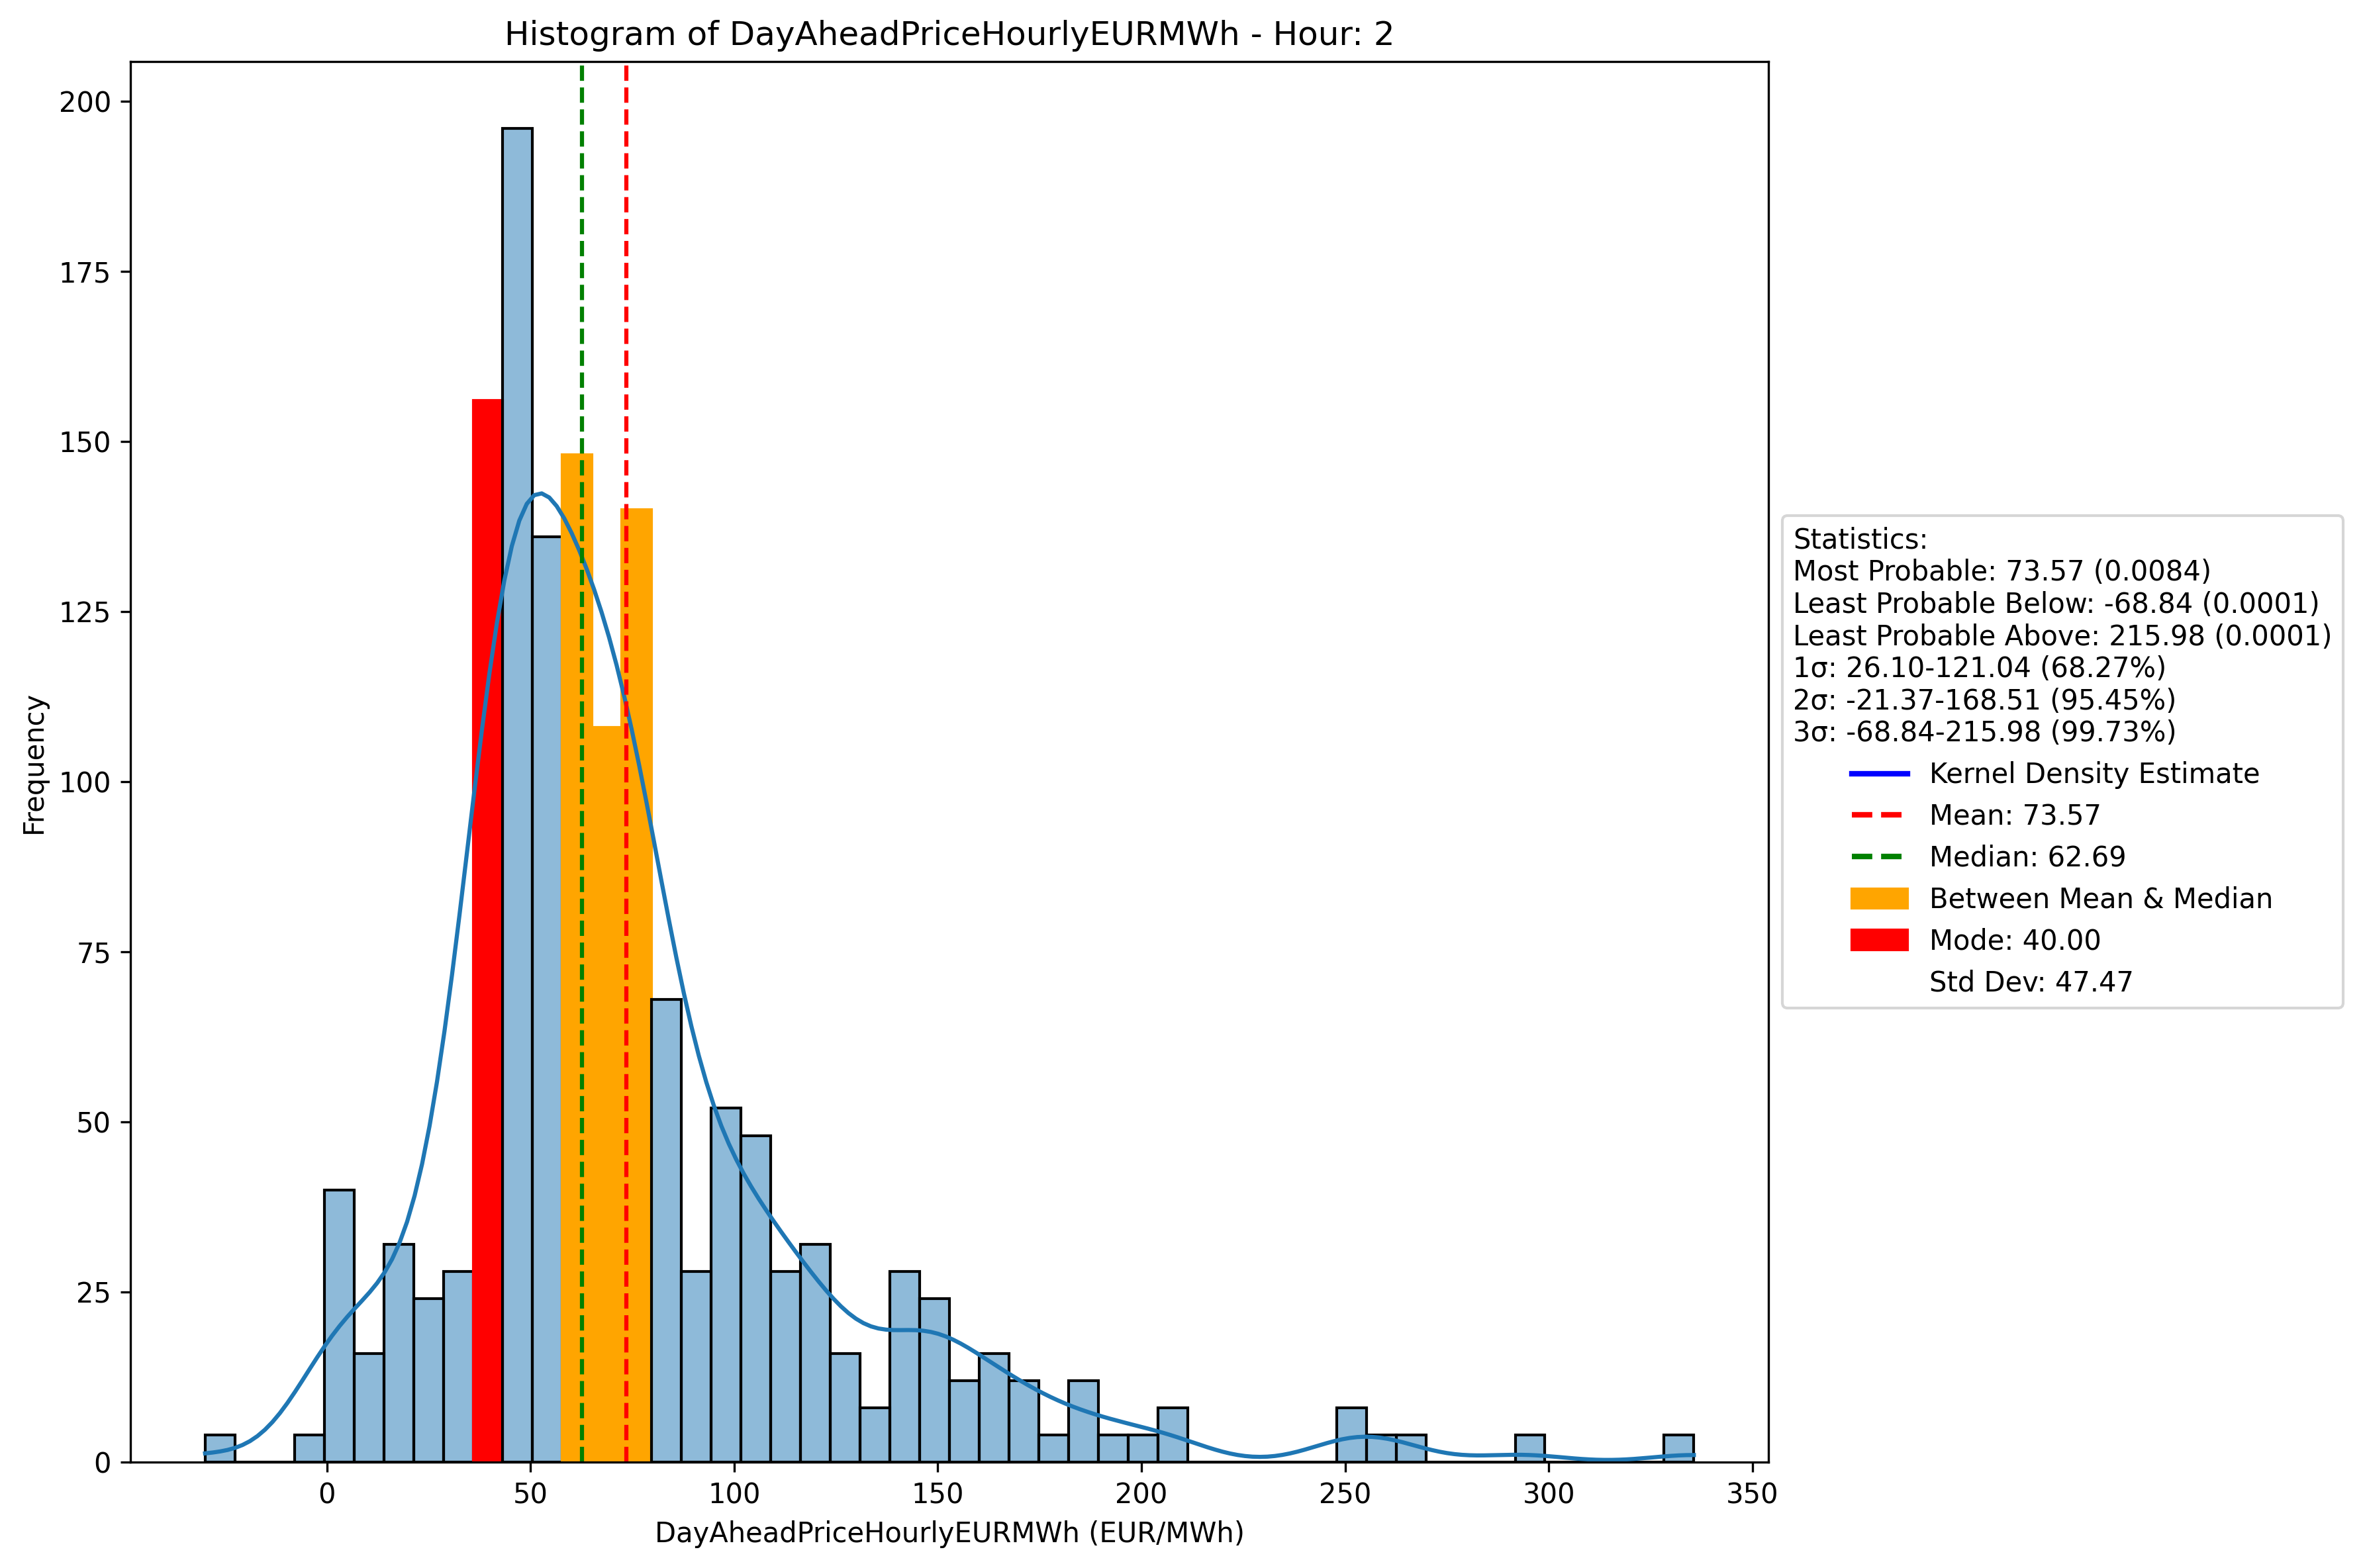 Histogram of DayAheadPriceHourlyEURMWh - Hour: 2
Frequency
200
175
150
125
100
75
50
25
0
0 50 100 150 200 250 300 350
DayAheadPriceHourlyEURMWh (EUR/MWh)
Statistics:
Most Probable: 73.57 (0.0084)
Least Probable Below: -68.84 (0.0001)
Least Probable Above: 215.98 (0.0001)
1σ: 26.10-121.04 (68.27%)
2σ: -21.37-168.51 (95.45%)
3σ: -68.84-215.98 (99.73%)
Kernel Density Estimate
Mean: 73.57
Median: 62.69
Between Mean & Median
Mode: 40.00
Std Dev: 47.47